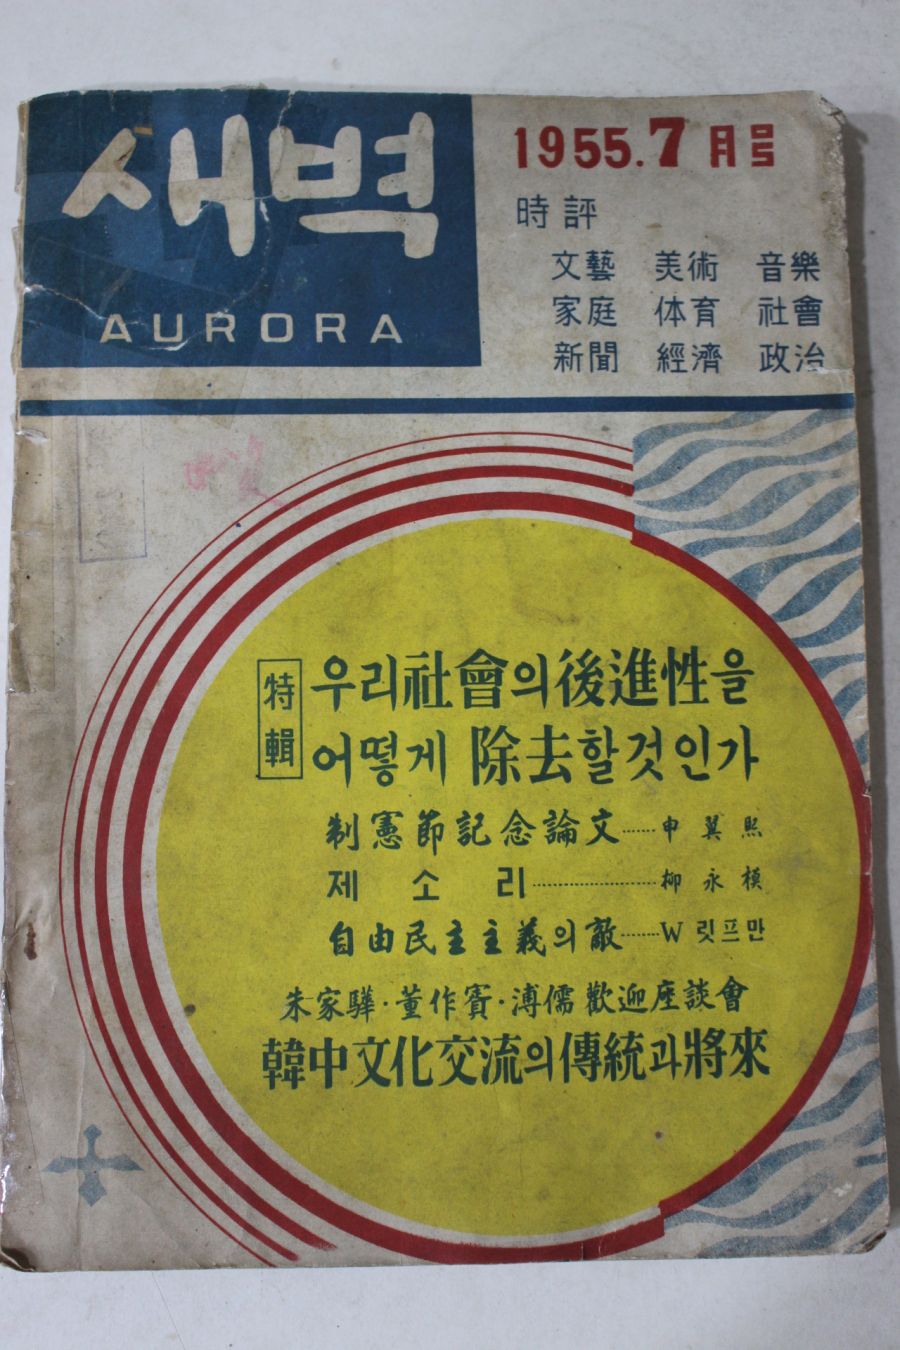 새벽
AURORA
1955.7月号
時評
文藝 美術 音樂
家庭 体育 社會
新聞 經濟 政治
特輯
우리社會의後進性을
어떻게 除去할것인가
制憲節記念論文……申翼熙
제소리……………柳永模
自由民主主義의敵……W 릿프만
朱家驊·董作賓·溥儒歡迎座談會
韓中文化交流의傳統과將來